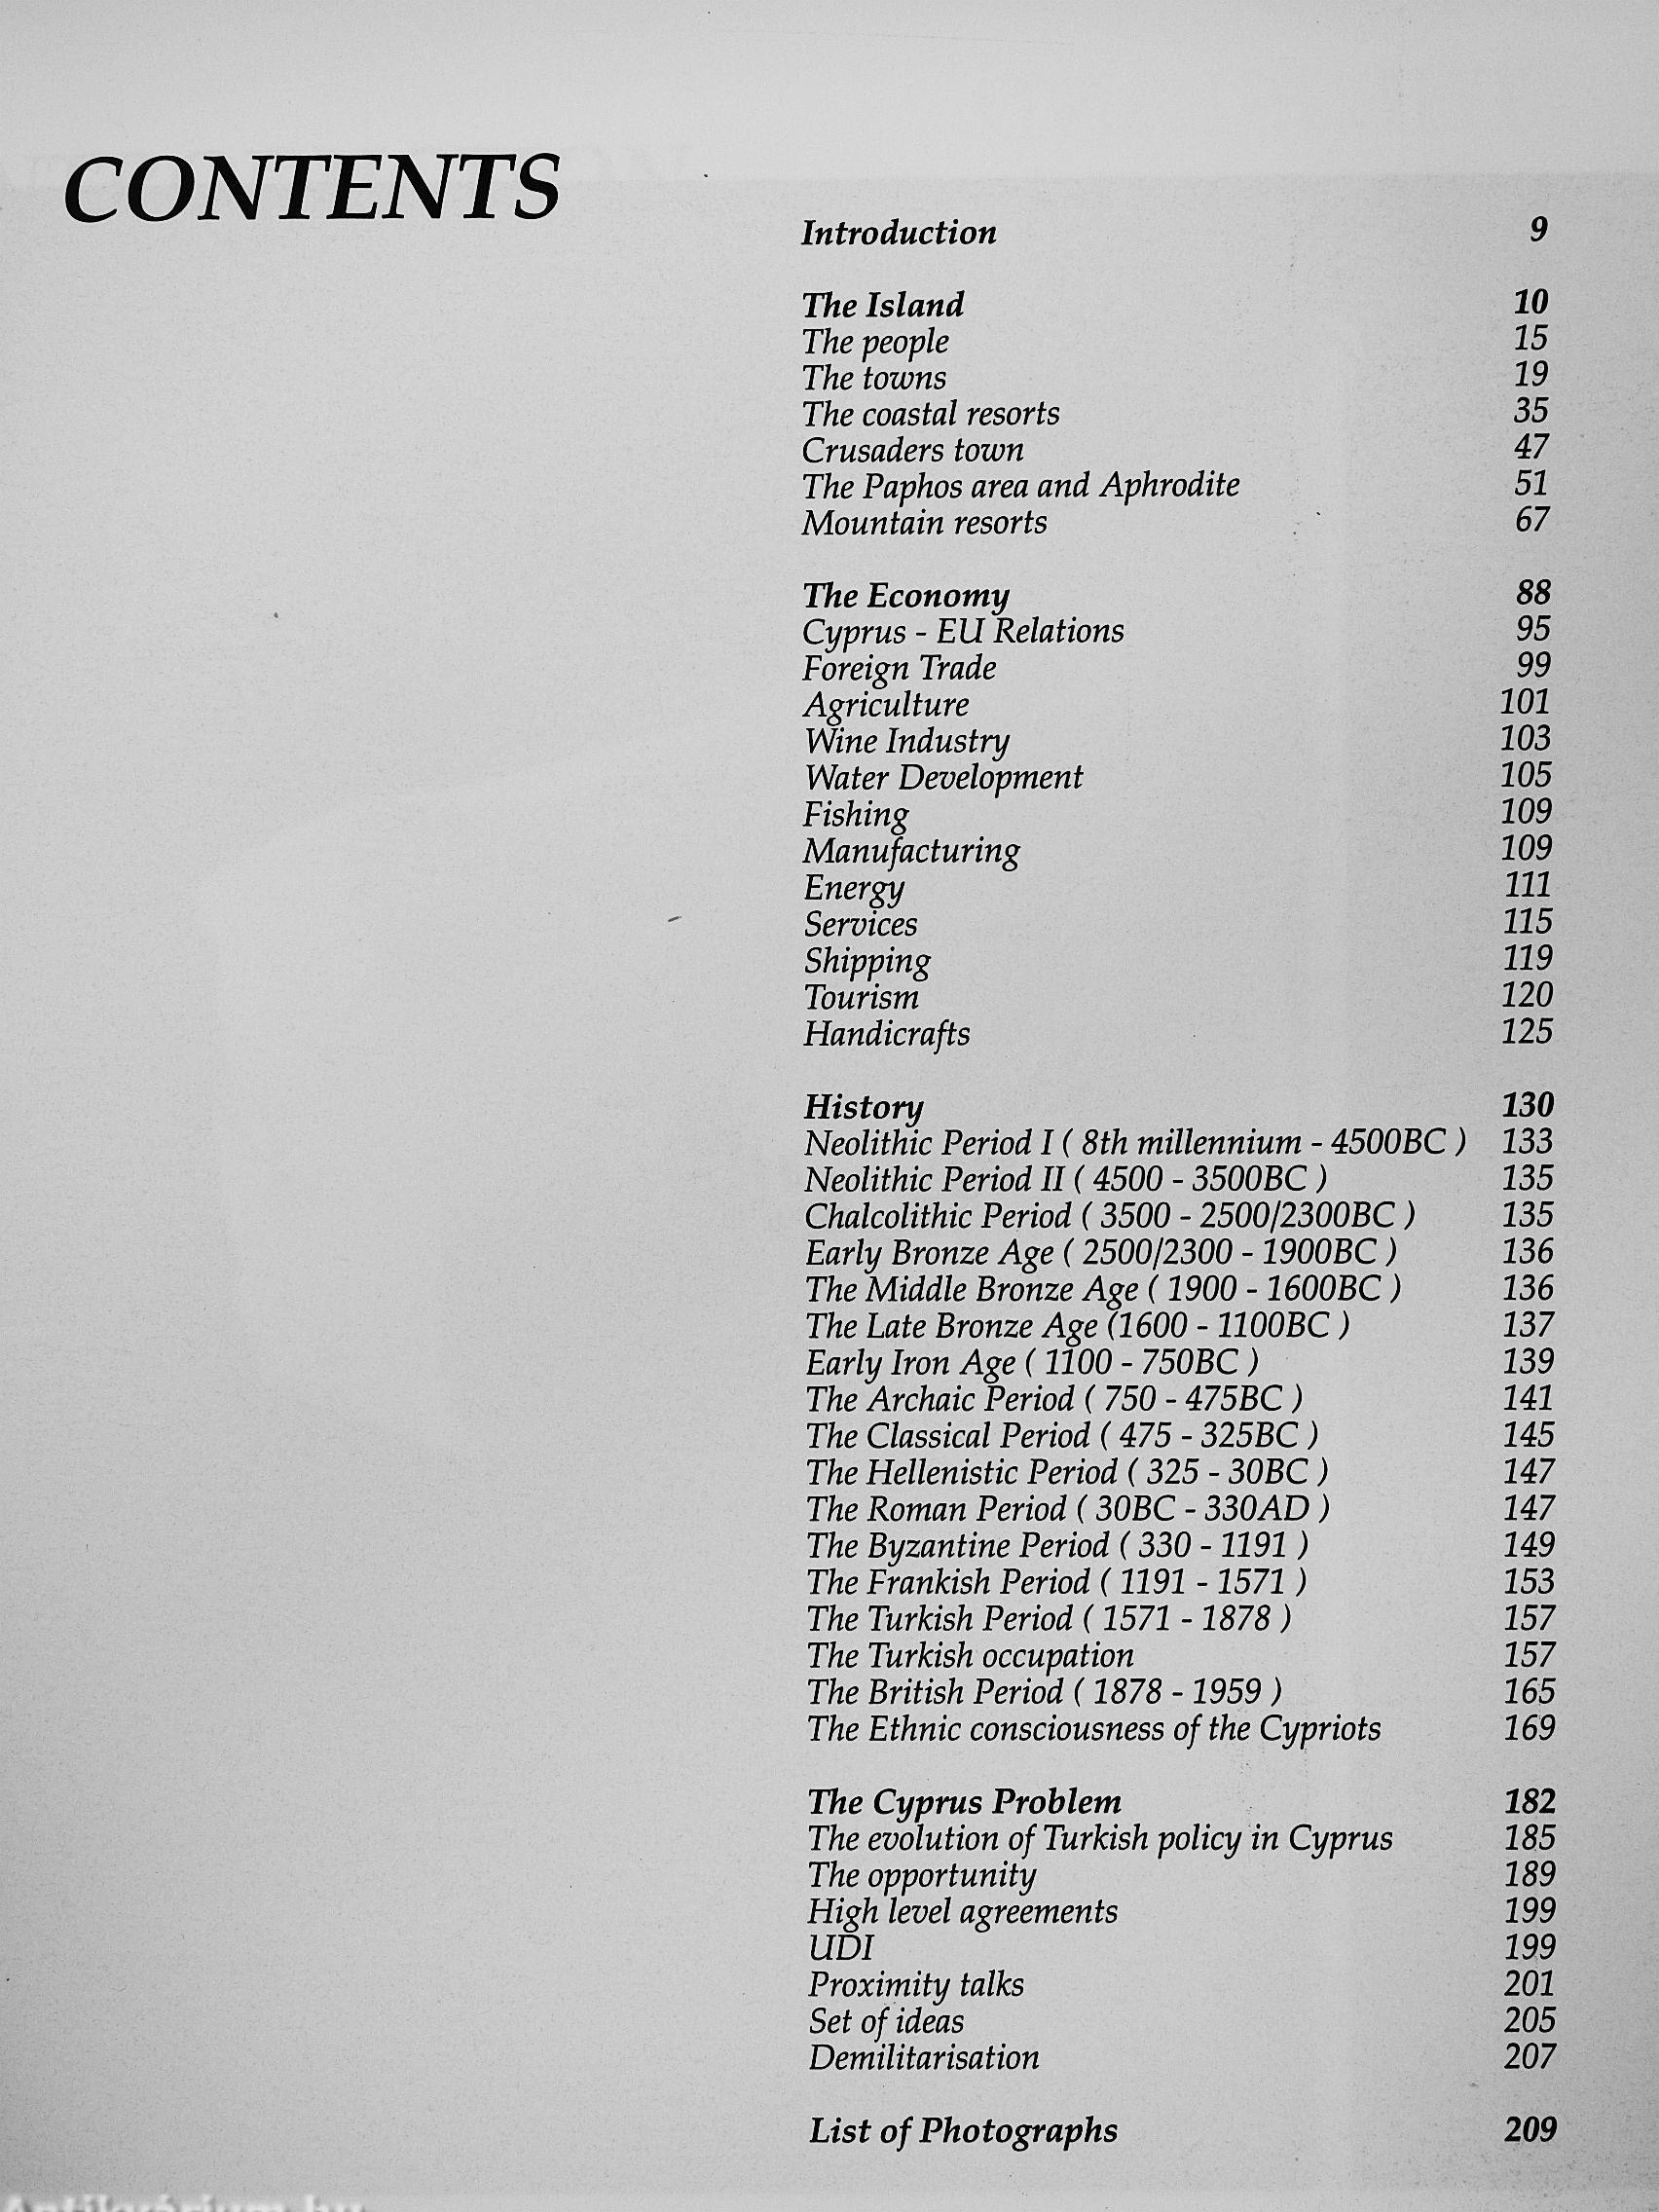 CONTENTS
Introduction 9
The Island 10
The people 15
The towns 19
The coastal resorts 35
Crusaders town 47
The Paphos area and Aphrodite 51
Mountain resorts 67
The Economy 88
Cyprus - EU Relations 95
Foreign Trade 99
Agriculture 101
Wine Industry 103
Water Development 105
Fishing 109
Manufacturing 109
Energy 111
Services 115
Shipping 119
Tourism 120
Handicrafts 125
History 130
Neolithic Period I ( 8th millennium - 4500BC ) 133
Neolithic Period II ( 4500 - 3500BC ) 135
Chalcolithic Period ( 3500 - 2500/2300BC ) 135
Early Bronze Age ( 2500/2300 - 1900BC ) 136
The Middle Bronze Age ( 1900 - 1600BC ) 136
The Late Bronze Age (1600 - 1100BC ) 137
Early Iron Age ( 1100 - 750BC ) 139
The Archaic Period ( 750 - 475BC ) 141
The Classical Period ( 475 - 325BC ) 145
The Hellenistic Period ( 325 - 30BC ) 147
The Roman Period ( 30BC - 330AD ) 147
The Byzantine Period ( 330 - 1191 ) 149
The Frankish Period ( 1191 - 1571 ) 153
The Turkish Period ( 1571 - 1878 ) 157
The Turkish occupation 157
The British Period ( 1878 - 1959 ) 165
The Ethnic consciousness of the Cypriots 169
The Cyprus Problem 182
The evolution of Turkish policy in Cyprus 185
The opportunity 189
High level agreements 199
UDI 199
Proximity talks 201
Set of ideas 205
Demilitarisation 207
List of Photographs 209